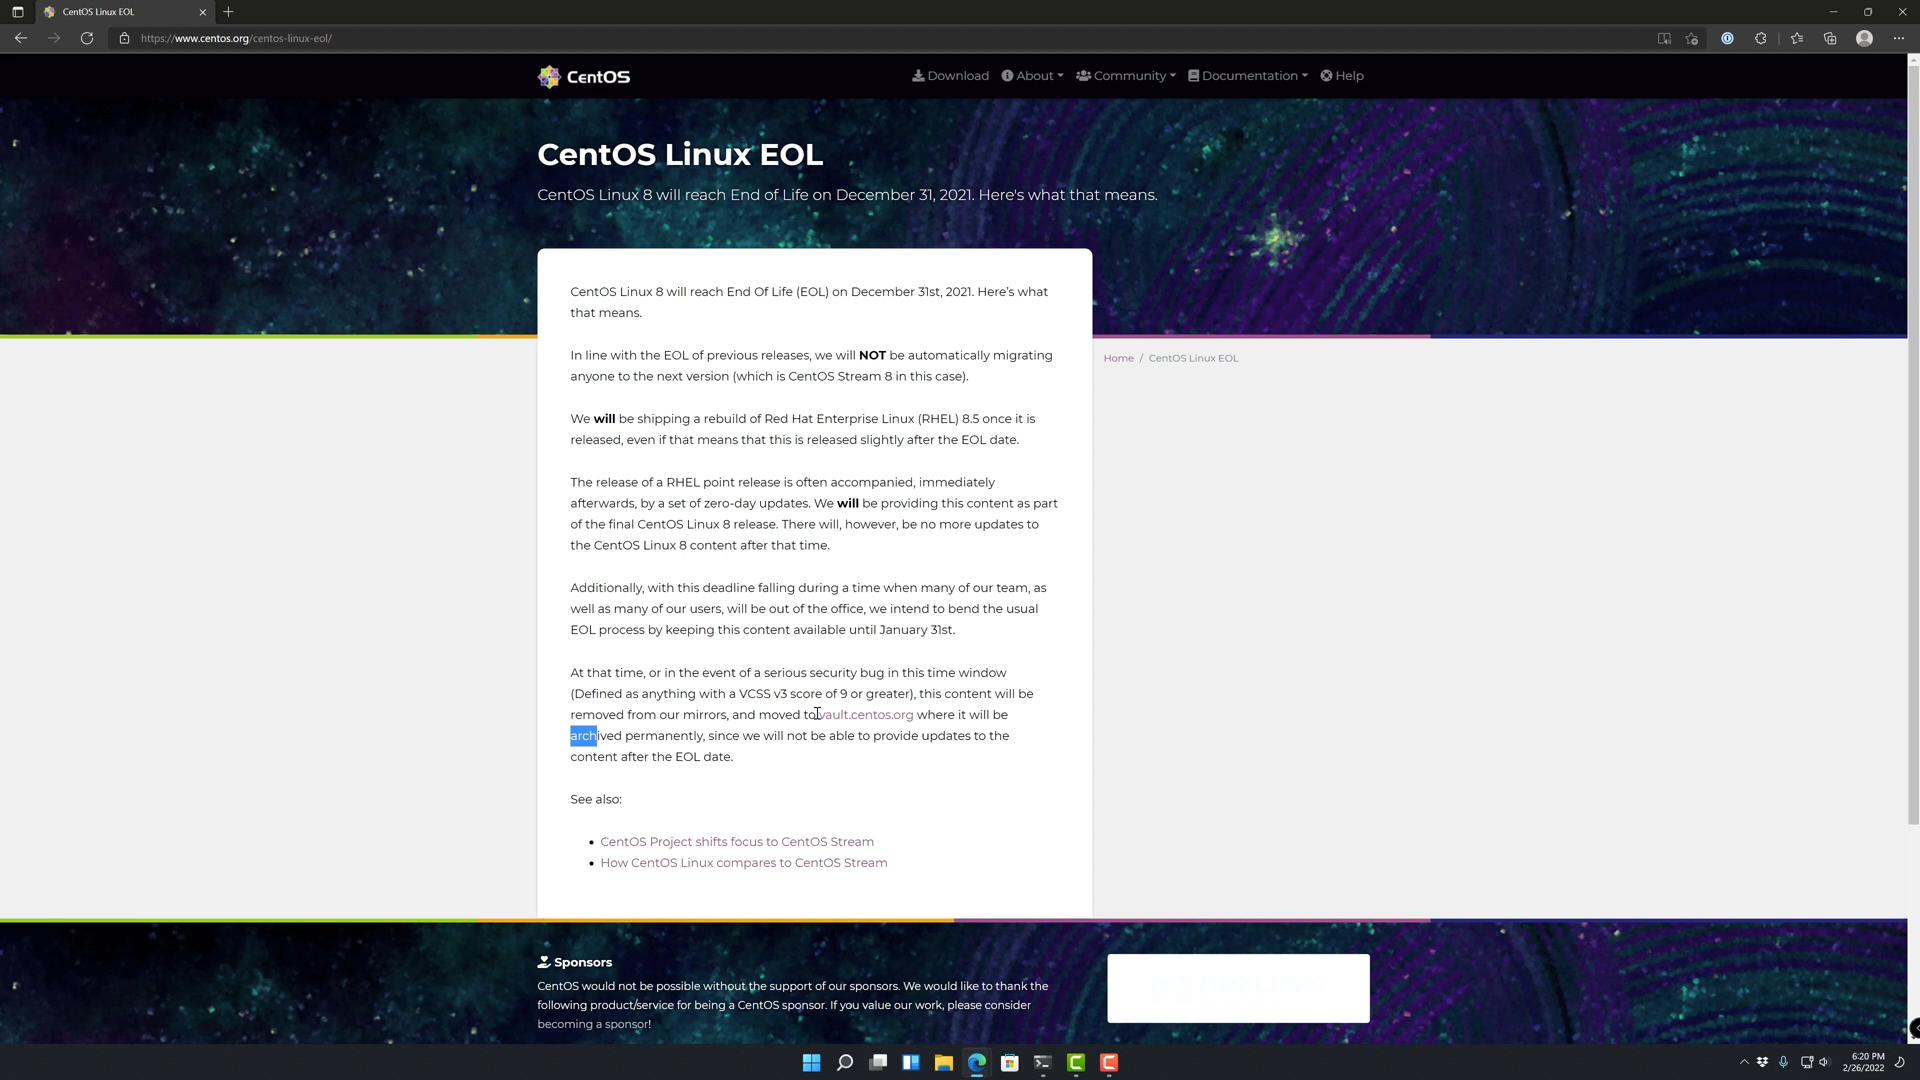 CentOS Linux EOL
https://www.centos.org/centos-linux-eol/
CentOS
Download About Community Documentation Help
CentOS Linux EOL
CentOS Linux 8 will reach End of Life on December 31, 2021. Here's what that means.
CentOS Linux 8 will reach End Of Life (EOL) on December 31st, 2021. Here's what
that means.
Home / CentOS Linux EOL
In line with the EOL of previous releases, we will NOT be automatically migrating
anyone to the next version (which is CentOS Stream 8 in this case).
We will be shipping a rebuild of Red Hat Enterprise Linux (RHEL) 8.5 once it is
released, even if that means that this is released slightly after the EOL date.
The release of a RHEL point release is often accompanied, immediately
afterwards, by a set of zero-day updates. We will be providing this content as part
of the final CentOS Linux 8 release. There will, however, be no more updates to
the CentOS Linux 8 content after that time.
Additionally, with this deadline falling during a time when many of our team, as
well as many of our users, will be out of the office, we intend to bend the usual
EOL process by keeping this content available until January 31st.
At that time, or in the event of a serious security bug in this time window
(Defined as anything with a VCSS v3 score of 9 or greater), this content will be
removed from our mirrors, and moved to vault.centos.org where it will be
archived permanently, since we will not be able to provide updates to the
content after the EOL date.
See also:
• CentOS Project shifts focus to CentOS Stream
• How CentOS Linux compares to CentOS Stream
Sponsors
CentOS would not be possible without the support of our sponsors. We would like to thank the
following product/service for being a CentOS sponsor. If you value our work, please consider
becoming a sponsor!
6:20 PM
2/26/2022